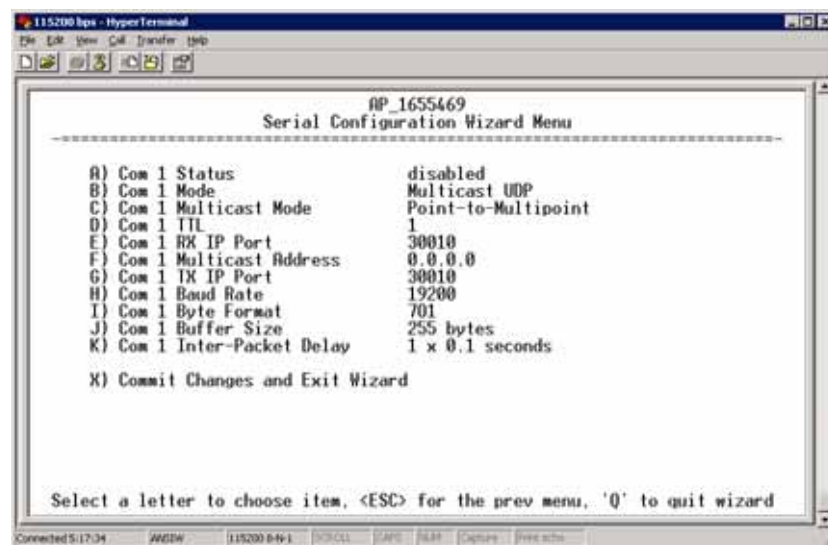 115200 bps - HyperTerminal
File Edit View Call Transfer Help
AP_1655469
Serial Configuration Wizard Menu
A) Com 1 Status disabled
B) Com 1 Mode Multicast UDP
C) Com 1 Multicast Mode Point-to-Multipoint
D) Com 1 TTL 1
E) Com 1 RX IP Port 30010
F) Com 1 Multicast Address 0.0.0.0
G) Com 1 TX IP Port 30010
H) Com 1 Baud Rate 19200
I) Com 1 Byte Format 7O1
J) Com 1 Buffer Size 255 bytes
K) Com 1 Inter-Packet Delay 1 x 0.1 seconds
X) Commit Changes and Exit Wizard
Select a letter to choose item, <ESC> for the prev menu, 'Q' to quit wizard
Connected 5:17:34 ANSIW 115200 8-N-1 SCROLL CAPS NUM Capture Print echo